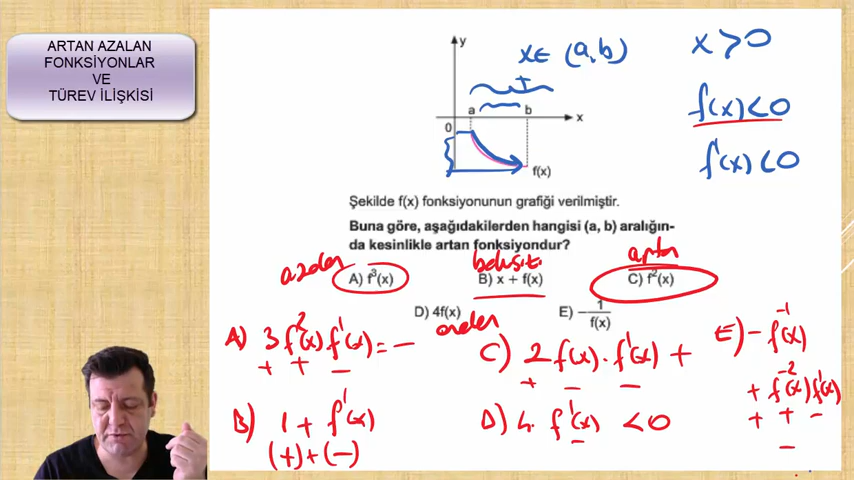 ARTAN AZALAN
FONKSİYONLAR
VE
TÜREV İLİŞKİSİ
y
x∈ (a,b)
x>0
+
a
b
x
0
f(x)<0
f'(x)<0
f(x)
Şekilde f(x) fonksiyonunun grafiği verilmiştir.
Buna göre, aşağıdakilerden hangisi (a, b) aralığın-
da kesinlikle artan fonksiyondur?
azalan
belirsiz
artan
A) f³(x)
B) x + f(x)
C) f²(x)
D) 4f(x)
E) - 1/f(x)
azalan
A) 3f²(x) f'(x) = -
+ + -
B) 1 + f'(x)
(+) + (-)
C) 2 f(x) . f'(x) +
+ - -
D) 4. f'(x) <0
-
E) - f⁻¹(x)
+ f⁻²(x) f'(x)
+ + -
-